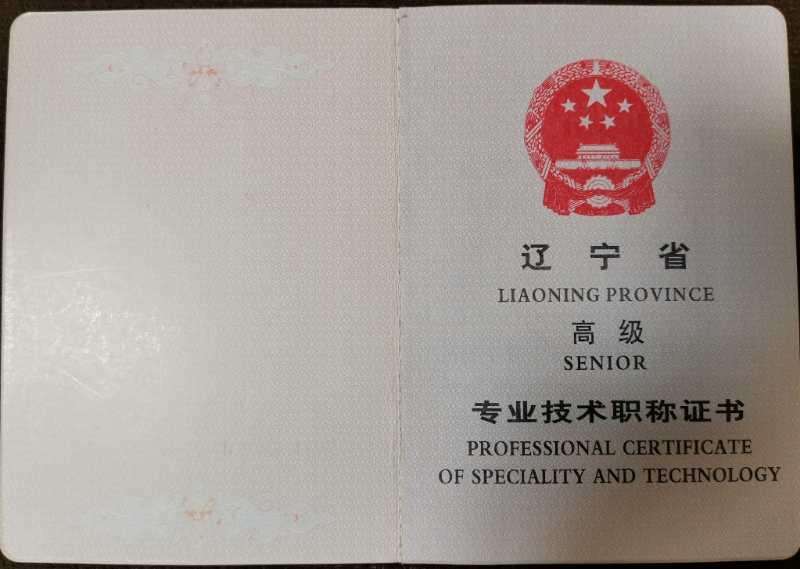 辽宁省
LIAONING PROVINCE
高级
SENIOR
专业技术职称证书
PROFESSIONAL CERTIFICATE
OF SPECIALITY AND TECHNOLOGY